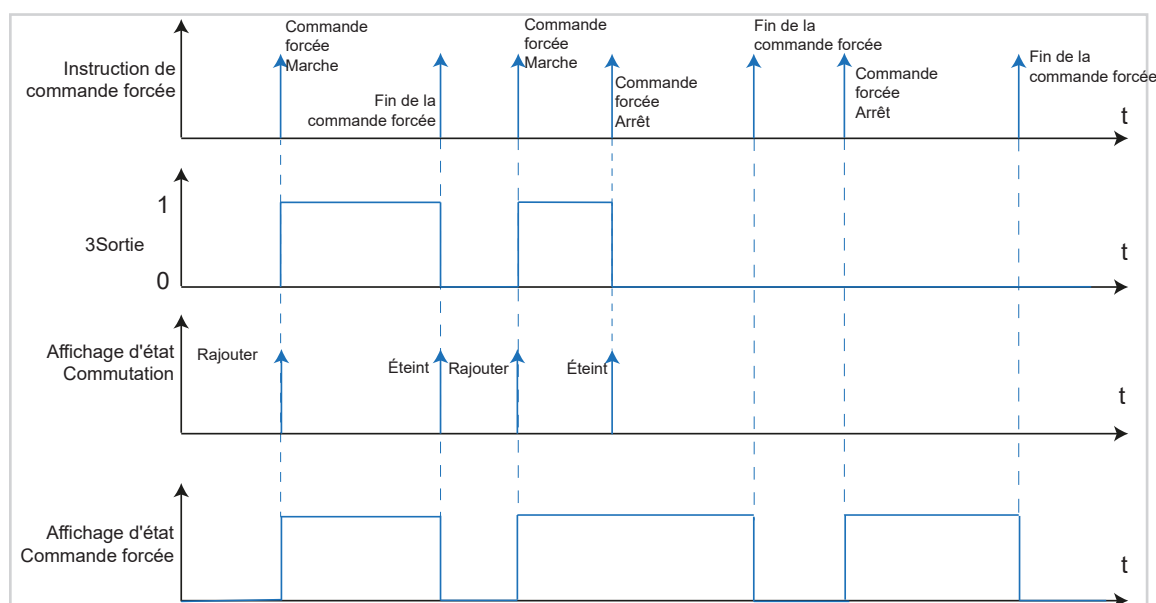 Commande
forcée
Marche
Commande
forcée
Marche
Fin de la
commande forcée
Fin de la
commande forcée
Instruction de
commande forcée
Fin de la
commande forcée
Commande
forcée
Arrêt
Commande
forcée
Arrêt
t
1
3Sortie
0
t
Affichage d'état
Commutation
Rajouter
Éteint
Rajouter
Éteint
t
Affichage d'état
Commande forcée
t